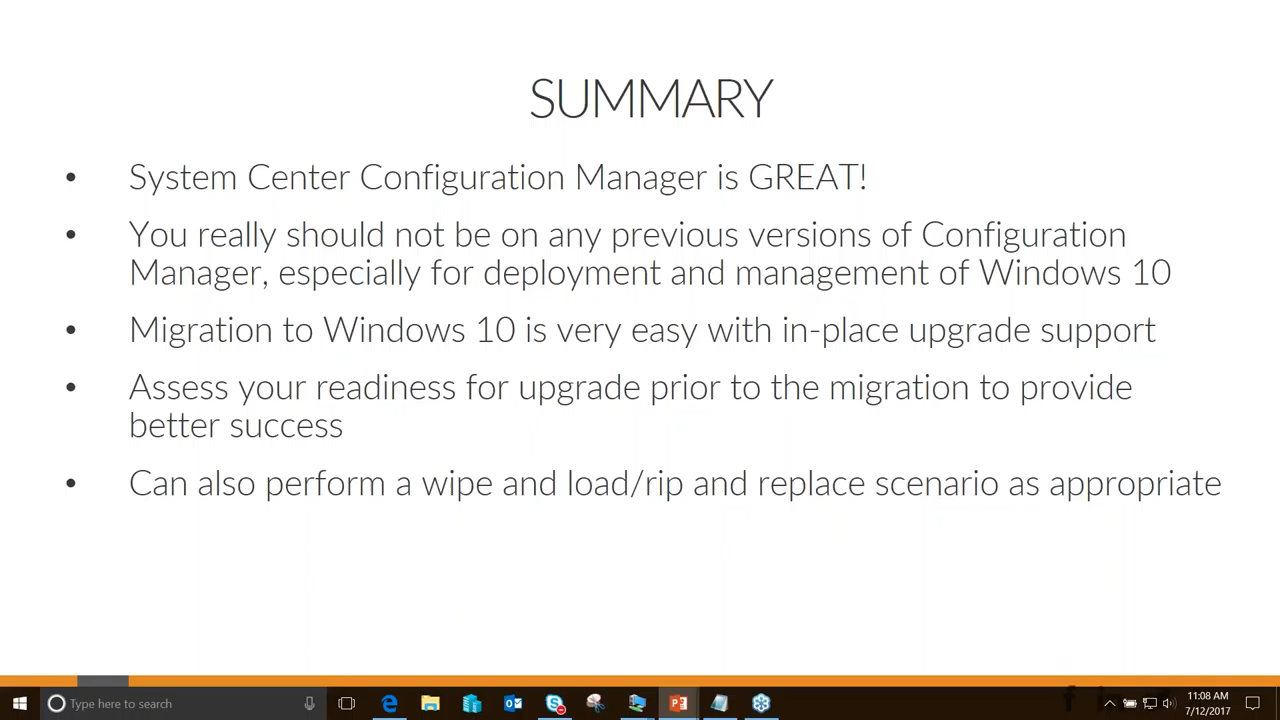 SUMMARY
• System Center Configuration Manager is GREAT!
• You really should not be on any previous versions of Configuration
Manager, especially for deployment and management of Windows 10
• Migration to Windows 10 is very easy with in-place upgrade support
• Assess your readiness for upgrade prior to the migration to provide
better success
• Can also perform a wipe and load/rip and replace scenario as appropriate
Type here to search
11:08 AM
7/12/2017